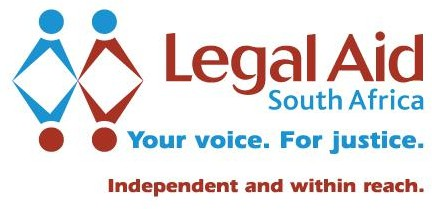 Legal Aid
South Africa
Your voice. For justice.
Independent and within reach.